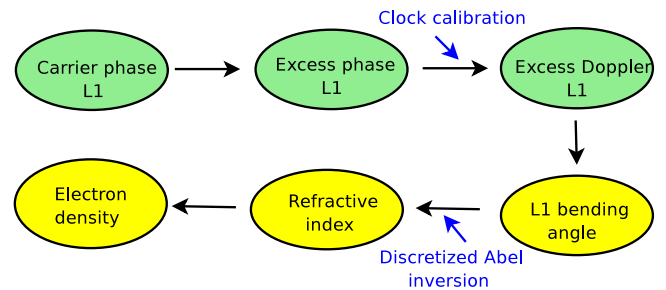 Clock calibration
Carrier phase
L1
Excess phase
L1
Excess Doppler
L1
L1 bending
angle
Discretized Abel
inversion
Refractive
index
Electron
density